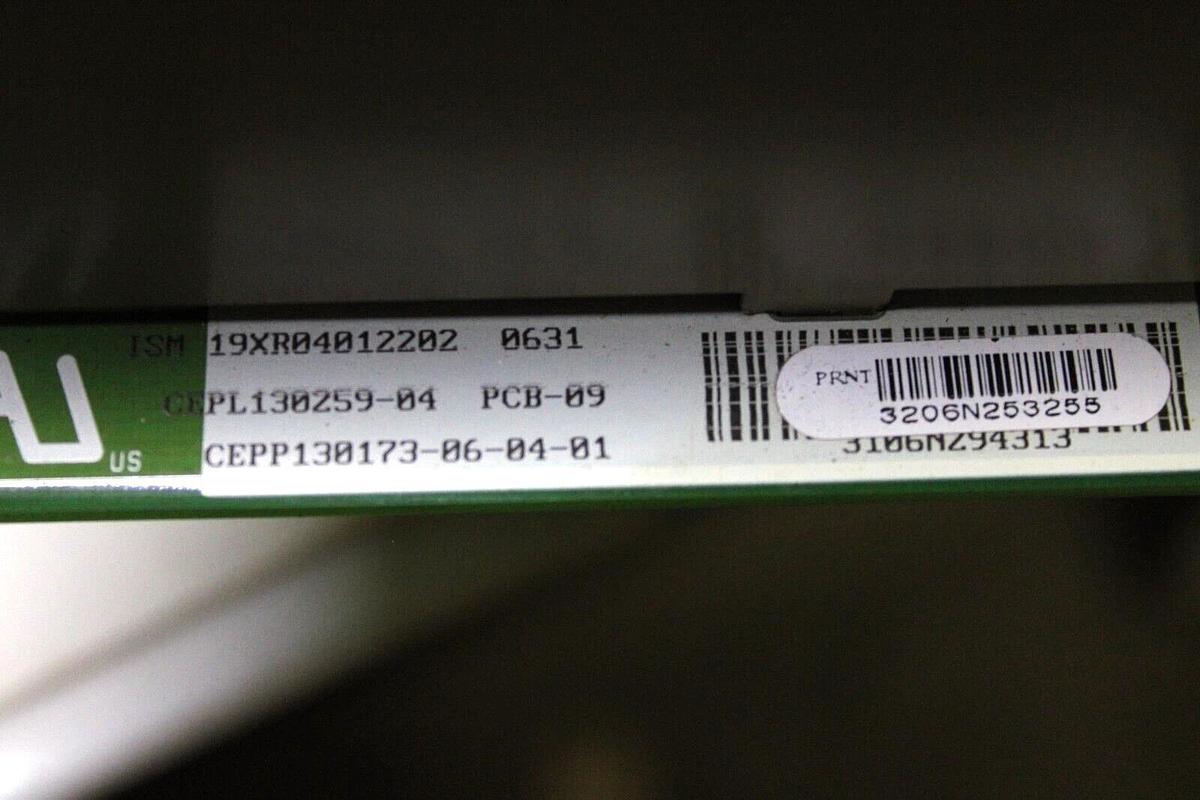 ISM 19XR04012202 0631
CEPL130259-04 PCB-09
CEPP130173-06-04-01
US
PRNT
3206N253255
3106N294313